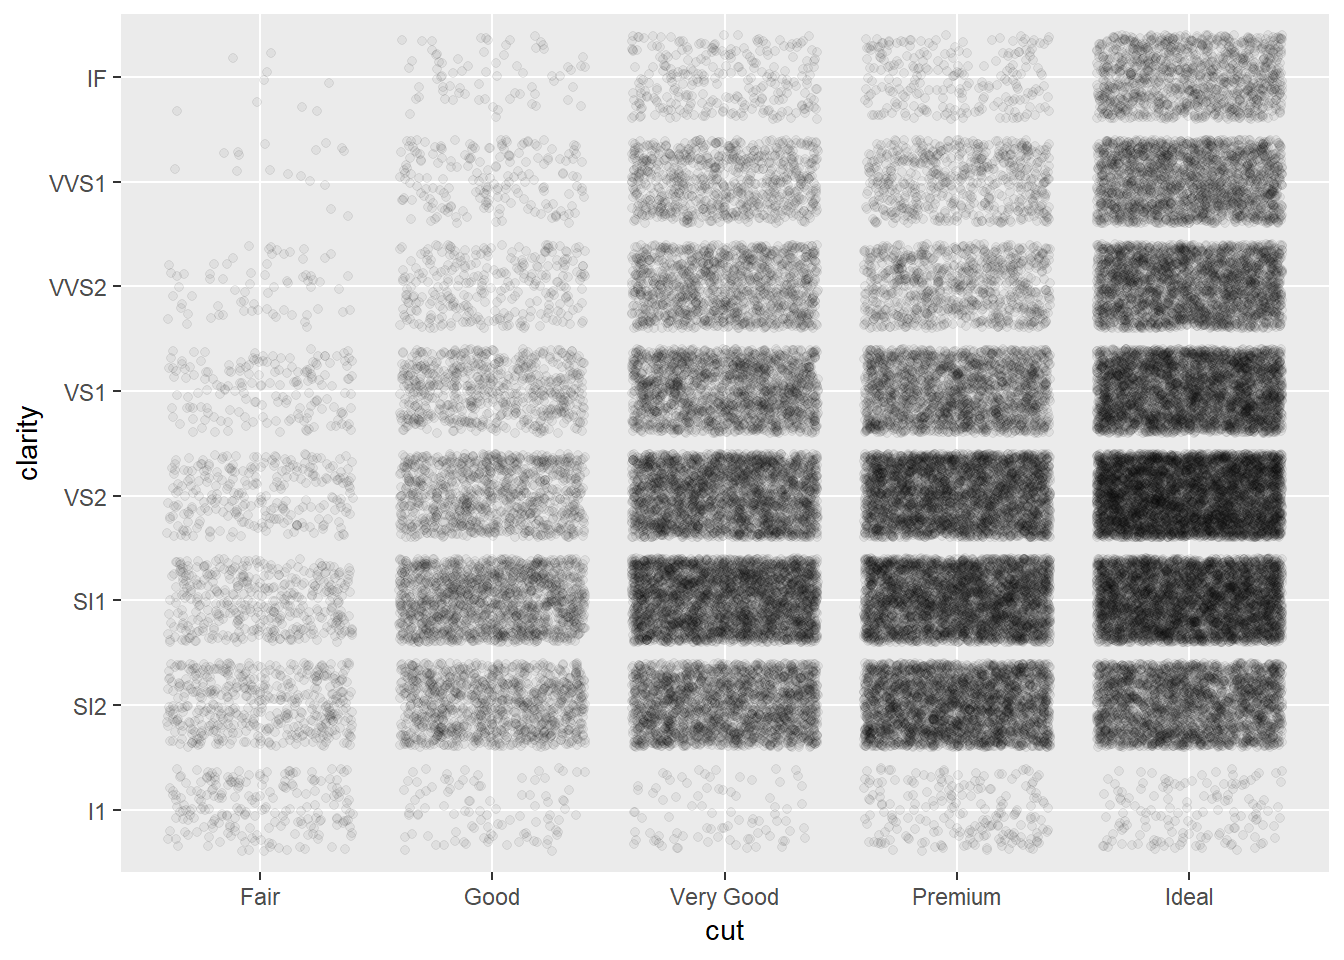 IF
VVS1
VVS2
VS1
VS2
SI1
SI2
I1
clarity
Fair Good Very Good Premium Ideal
cut